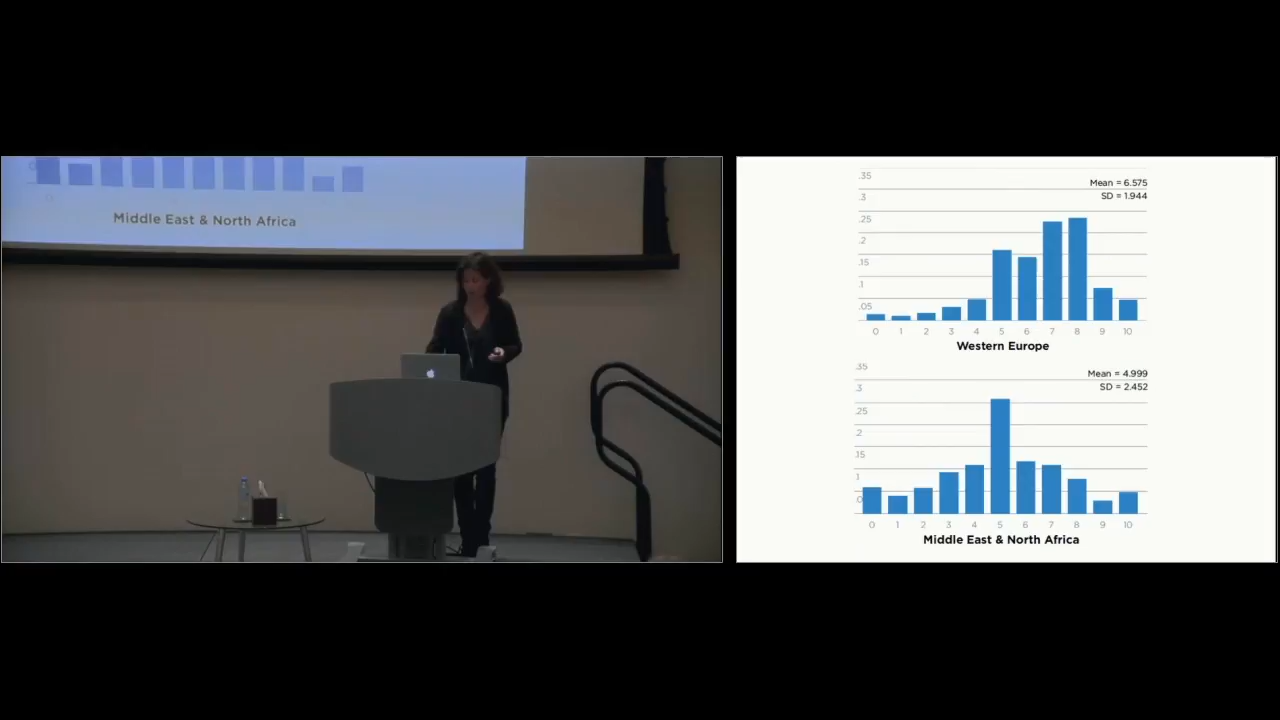 Middle East & North Africa
.35
.3
.25
.2
.15
.1
.05
Mean = 6.575
SD = 1.944
0 1 2 3 4 5 6 7 8 9 10
Western Europe
.35
.3
.25
.2
.15
.1
Mean = 4.999
SD = 2.452
0 1 2 3 4 5 6 7 8 9 10
Middle East & North Africa